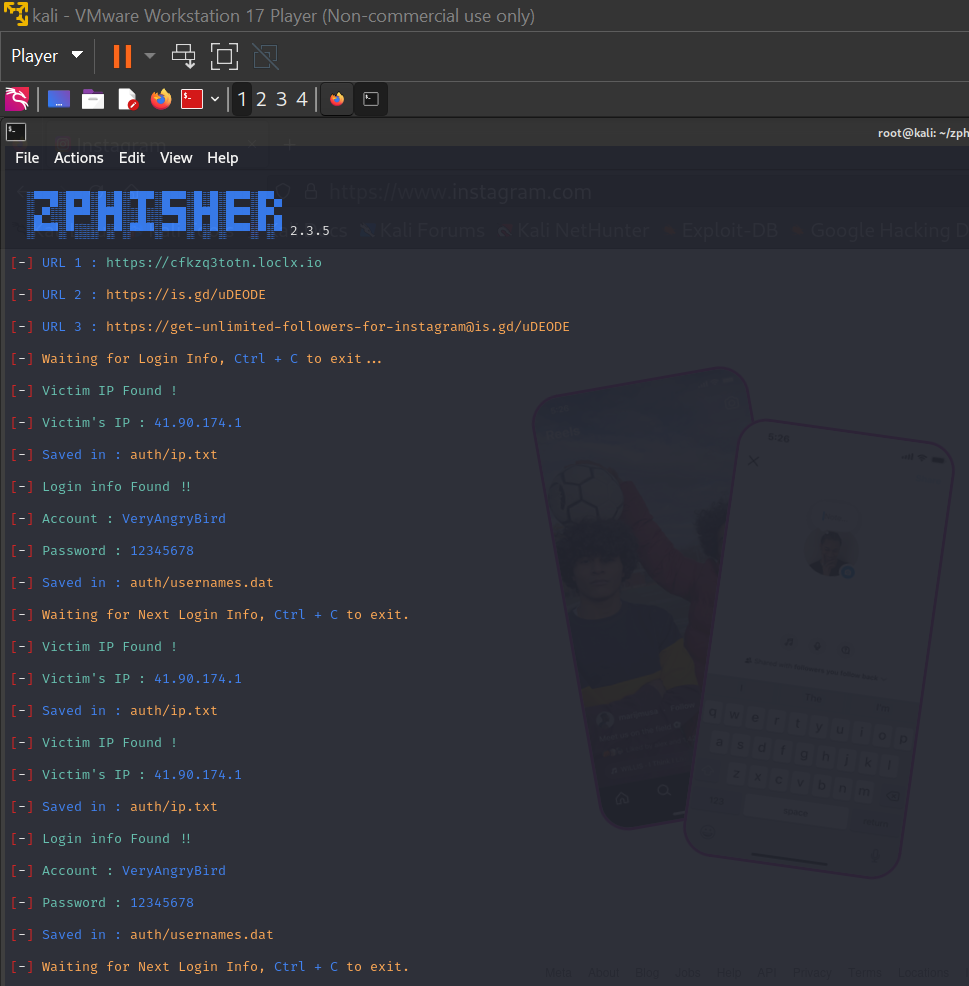 kali - VMware Workstation 17 Player (Non-commercial use only)
Player
1 2 3 4
root@kali: ~/zph
File Actions Edit View Help
https://www.instagram.com
ZPHISHER 2.3.5
Kali Forums Kali NetHunter Exploit-DB Google Hacking D
[-] URL 1 : https://cfkzq3totn.loclx.io
[-] URL 2 : https://is.gd/uDEODE
[-] URL 3 : https://get-unlimited-followers-for-instagram@is.gd/uDEODE
[-] Waiting for Login Info, Ctrl + C to exit...
[-] Victim IP Found !
[-] Victim's IP : 41.90.174.1
[-] Saved in : auth/ip.txt
[-] Login info Found !!
[-] Account : VeryAngryBird
[-] Password : 12345678
[-] Saved in : auth/usernames.dat
[-] Waiting for Next Login Info, Ctrl + C to exit.
[-] Victim IP Found !
[-] Victim's IP : 41.90.174.1
[-] Saved in : auth/ip.txt
[-] Victim IP Found !
[-] Victim's IP : 41.90.174.1
[-] Saved in : auth/ip.txt
[-] Login info Found !!
[-] Account : VeryAngryBird
[-] Password : 12345678
[-] Saved in : auth/usernames.dat
[-] Waiting for Next Login Info, Ctrl + C to exit.
Meta About Blog Jobs Help API Privacy Terms Locations